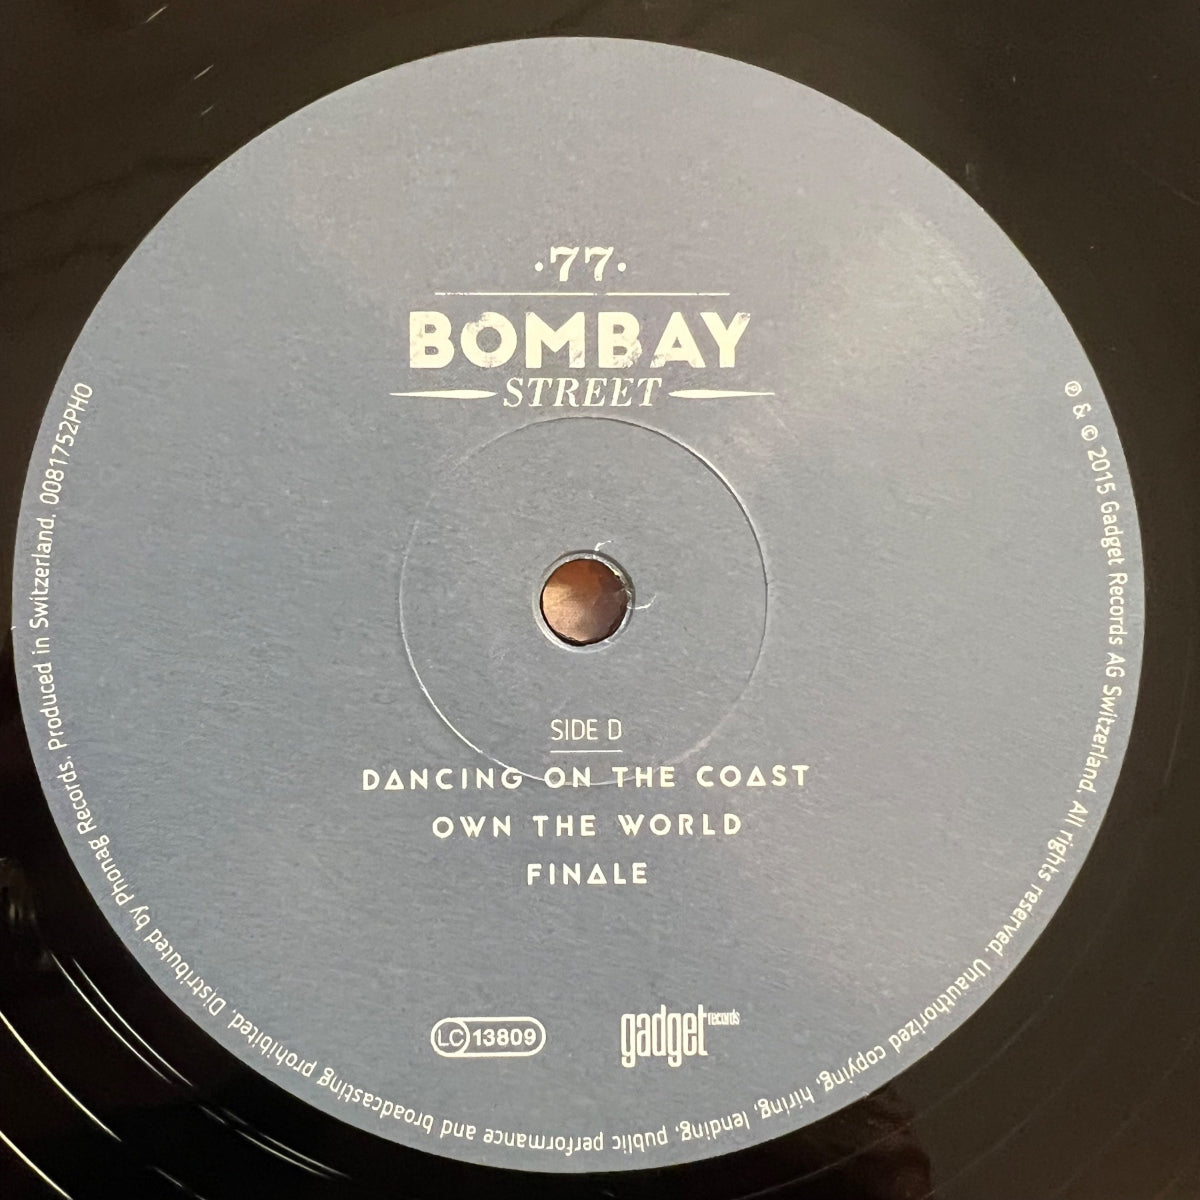 ·77·
BOMBAY
STREET
SIDE D
DANCING ON THE COAST
OWN THE WORLD
FINALE
LC 13809
gadget records
℗ & © 2015 Gadget Records AG Switzerland. All rights reserved. Unauthorized copying, hiring, lending, public performance and broadcasting prohibited. Distributed by Phonag Records. Produced in Switzerland. 0081752PHO